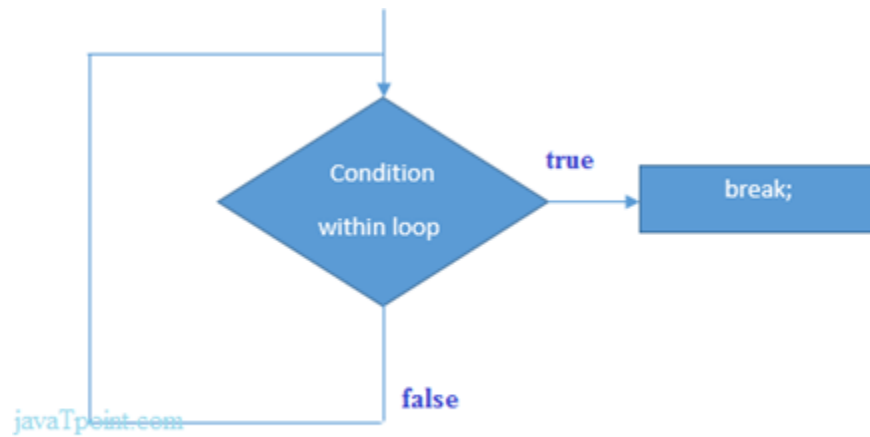 Condition
within loop
true
break;
false
javaTpoint.com